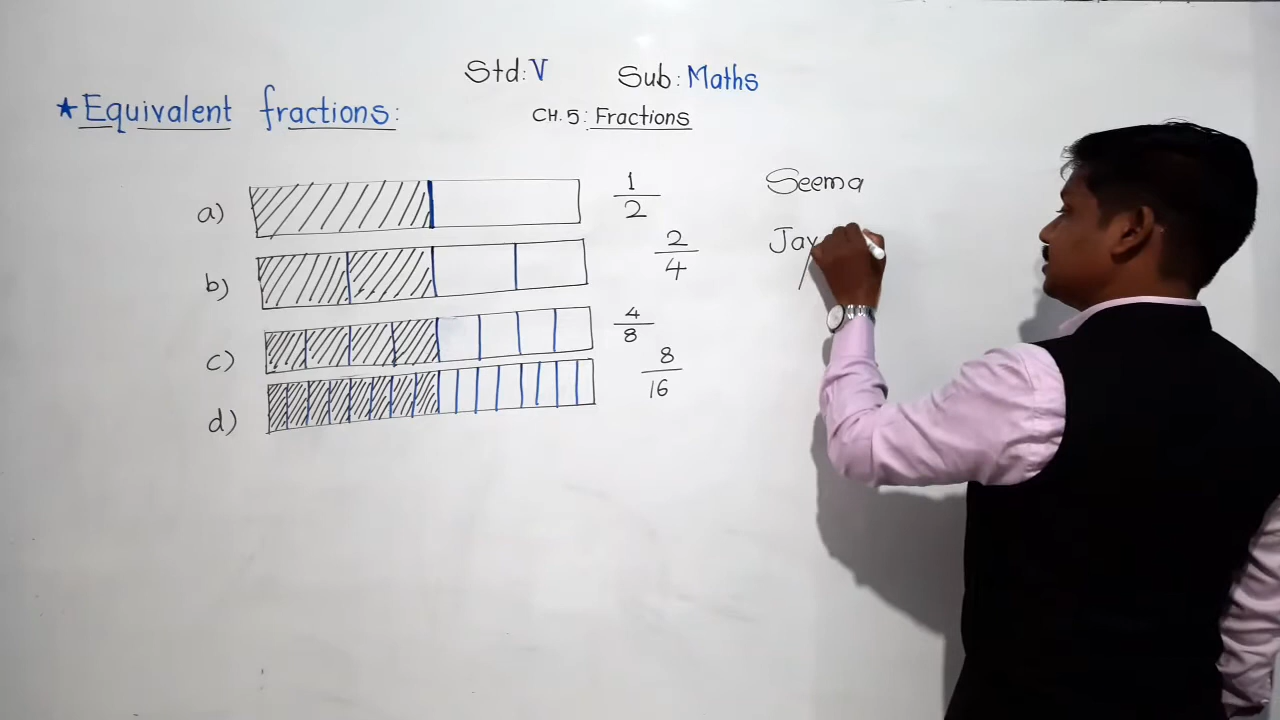 Std: V Sub: Maths
★ Equivalent fractions:
CH. 5: Fractions
a) 1/2 Seema
b) 2/4 Jay
c) 4/8
d) 8/16